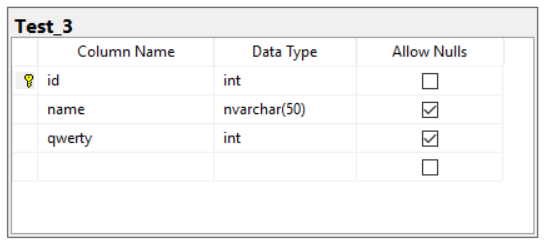 Test_3
Column Name Data Type Allow Nulls
id int
name nvarchar(50)
qwerty int